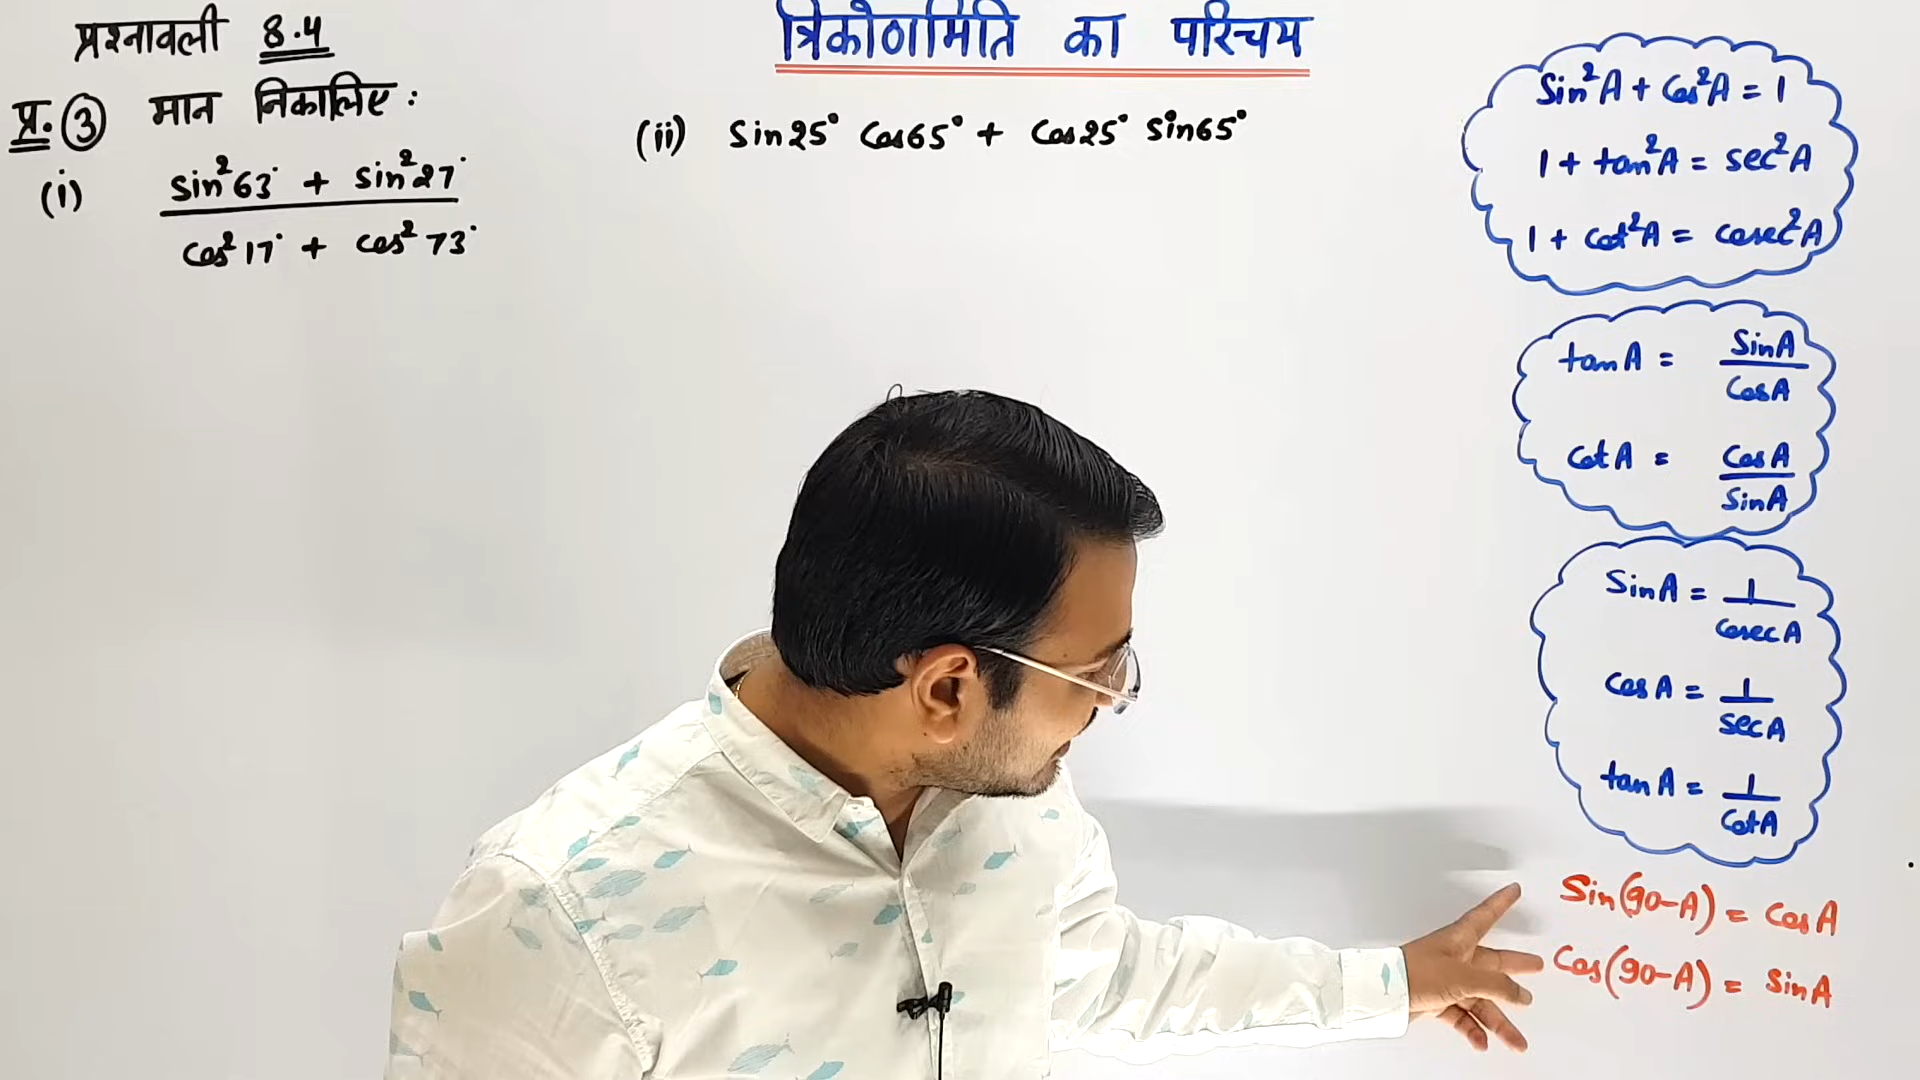 प्रश्नावली 8.4
त्रिकोणमिति का परिचय
प्र. ③ मान निकालिए :
(i) sin²63° + sin²27°
cos²17° + cos²73°
(ii) Sin25° Cos65° + Cos25° Sin65°
Sin²A + Cos²A = 1
1 + tan²A = sec²A
1 + cot²A = cosec²A
tanA = SinA
CosA
CotA = CosA
SinA
SinA = 1
CosecA
CosA = 1
SecA
tanA = 1
CotA
Sin(90-A) = CosA
Cos(90-A) = SinA